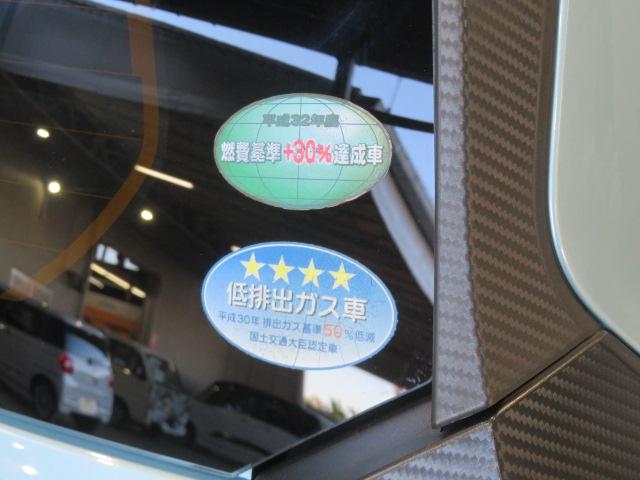 平成32年度
燃費基準+30%達成車
低排出ガス車
平成30年 排出ガス基準50%低減
国土交通大臣認定車